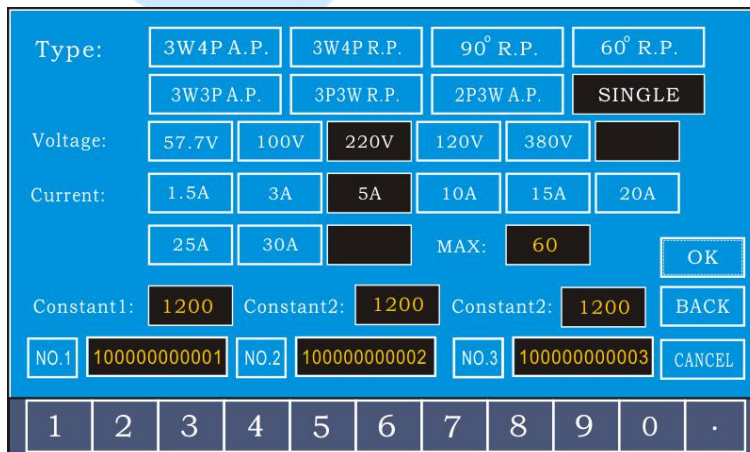 Type: 3W4P A.P. 3W4P R.P. 90° R.P. 60° R.P.
3W3P A.P. 3P3W R.P. 2P3W A.P. SINGLE
Voltage: 57.7V 100V 220V 120V 380V
Current: 1.5A 3A 5A 10A 15A 20A
25A 30A MAX: 60
OK
Constant1: 1200 Constant2: 1200 Constant2: 1200 BACK
NO.1 100000000001 NO.2 100000000002 NO.3 100000000003 CANCEL
1 2 3 4 5 6 7 8 9 0 .